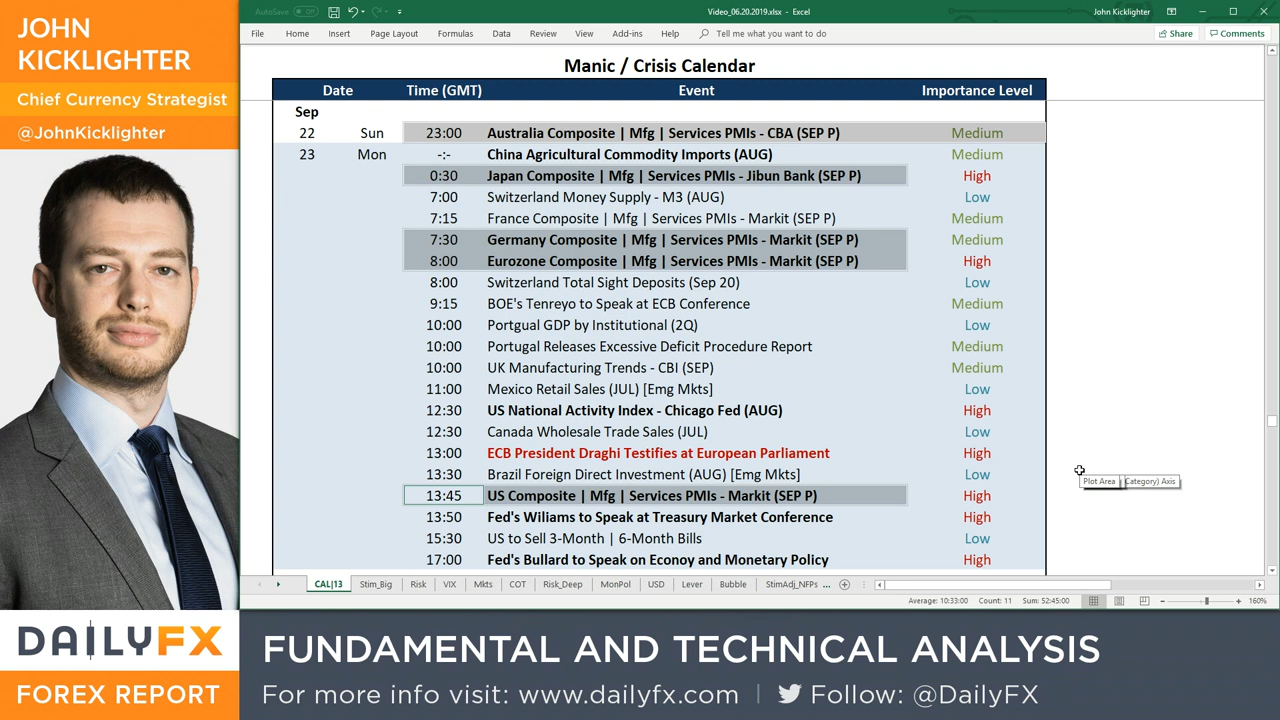 JOHN
KICKLIGHTER
Chief Currency Strategist
@JohnKicklighter
AutoSave Off
Video_06.20.2019.xlsx - Excel
John Kicklighter
File Home Insert Page Layout Formulas Data Review View Add-ins Help Tell me what you want to do Share Comments
Manic / Crisis Calendar
Date Time (GMT) Event Importance Level
Sep
22 Sun 23:00 Australia Composite | Mfg | Services PMIs - CBA (SEP P) Medium
23 Mon -:- China Agricultural Commodity Imports (AUG) Medium
0:30 Japan Composite | Mfg | Services PMIs - Jibun Bank (SEP P) High
7:00 Switzerland Money Supply - M3 (AUG) Low
7:15 France Composite | Mfg | Services PMIs - Markit (SEP P) Medium
7:30 Germany Composite | Mfg | Services PMIs - Markit (SEP P) Medium
8:00 Eurozone Composite | Mfg | Services PMIs - Markit (SEP P) High
8:00 Switzerland Total Sight Deposits (Sep 20) Low
9:15 BOE's Tenreyo to Speak at ECB Conference Medium
10:00 Portgual GDP by Institutional (2Q) Low
10:00 Portugal Releases Excessive Deficit Procedure Report Medium
10:00 UK Manufacturing Trends - CBI (SEP) Medium
11:00 Mexico Retail Sales (JUL) [Emg Mkts] Low
12:30 US National Activity Index - Chicago Fed (AUG) High
12:30 Canada Wholesale Trade Sales (JUL) Low
13:00 ECB President Draghi Testifies at European Parliament High
13:30 Brazil Foreign Direct Investment (AUG) [Emg Mkts] Low
Plot Area Category) Axis
13:45 US Composite | Mfg | Services PMIs - Markit (SEP P) High
13:50 Fed's Wiliams to Speak at Treasury Market Conference High
15:30 US to Sell 3-Month | 6-Month Bills Low
17:00 Fed's Bullard to Speak on Econoy and Monetary Policy High
CAL|13 Stim_Big Risk VIX Mkts COT Risk_Deep MonPol USD Lever Bubble StimAdj_NFPs ...
Average: 10:33:00 Count: 11 Sum: 52:45:00 160%
DAILYFX
FOREX REPORT
FUNDAMENTAL AND TECHNICAL ANALYSIS
For more info visit: www.dailyfx.com | Follow: @DailyFX